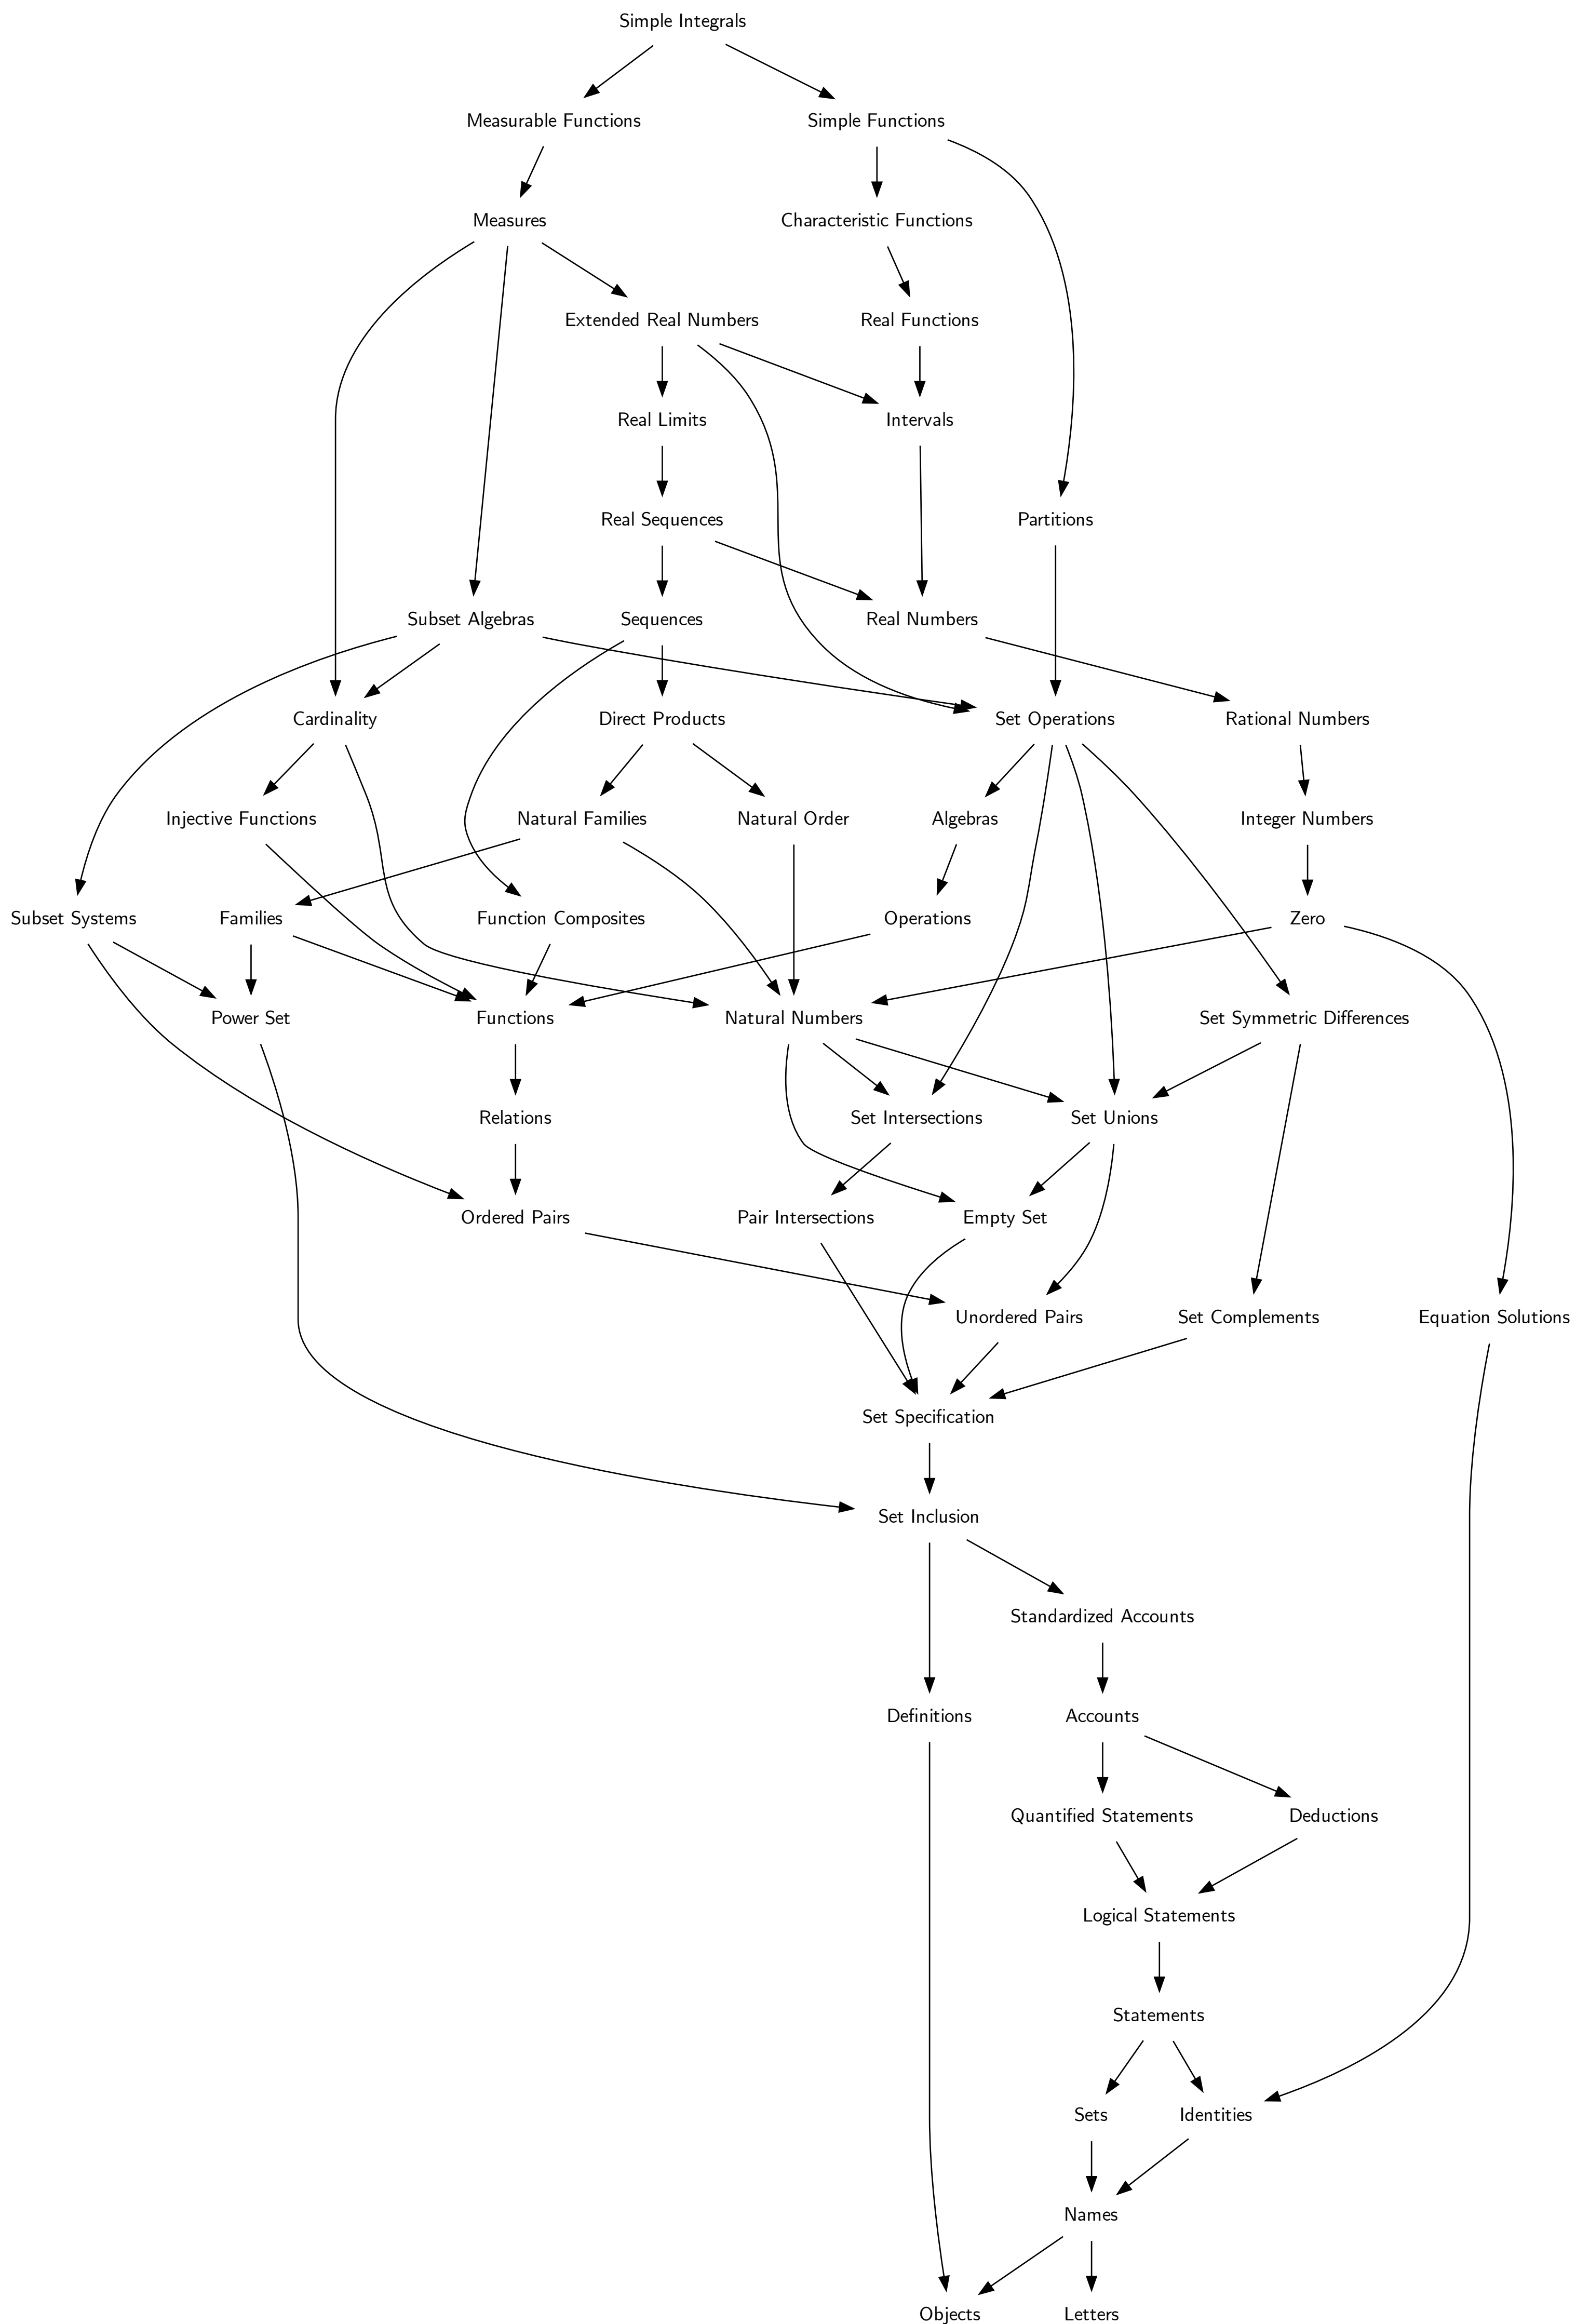 Simple Integrals
Measurable Functions
Simple Functions
Measures
Characteristic Functions
Extended Real Numbers
Real Functions
Real Limits
Intervals
Real Sequences
Partitions
Subset Algebras
Sequences
Real Numbers
Cardinality
Direct Products
Set Operations
Rational Numbers
Injective Functions
Natural Families
Natural Order
Algebras
Integer Numbers
Subset Systems
Families
Function Composites
Operations
Zero
Power Set
Functions
Natural Numbers
Set Symmetric Differences
Relations
Set Intersections
Set Unions
Ordered Pairs
Pair Intersections
Empty Set
Unordered Pairs
Set Complements
Equation Solutions
Set Specification
Set Inclusion
Standardized Accounts
Definitions
Accounts
Quantified Statements
Deductions
Logical Statements
Statements
Sets
Identities
Names
Objects
Letters